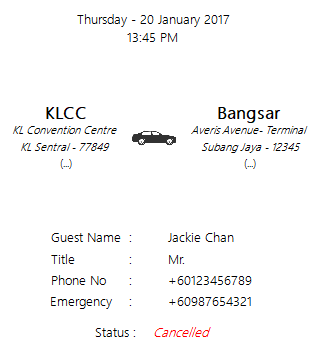 Thursday - 20 January 2017
13:45 PM
KLCC
KL Convention Centre
KL Sentral - 77849
(...)
Bangsar
Averis Avenue- Terminal
Subang Jaya - 12345
(...)
Guest Name : Jackie Chan
Title : Mr.
Phone No : +60123456789
Emergency : +60987654321
Status : Cancelled